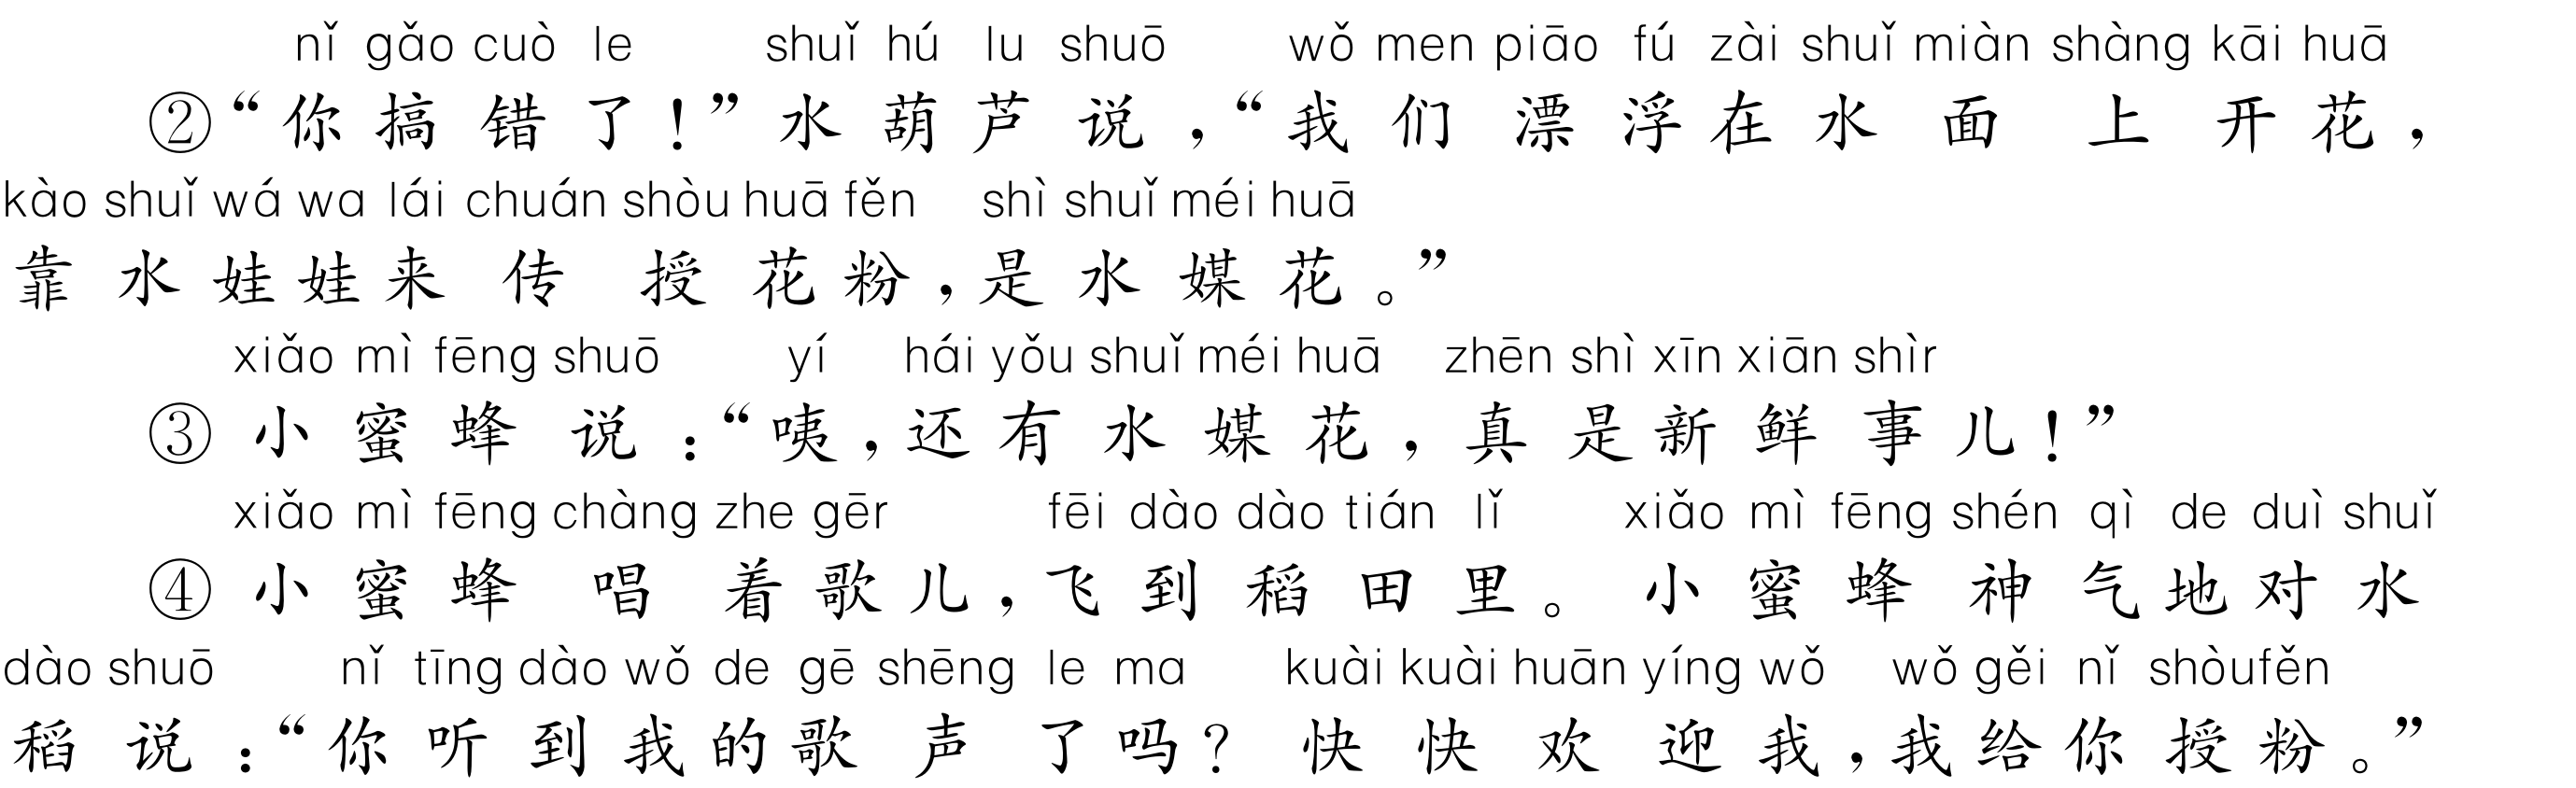 nǐ gǎo cuò le shuǐ hú lu shuō wǒ men piāo fú zài shuǐ miàn shàng kāi huā
②“你搞错了！”水葫芦说，“我们漂浮在水面上开花，
kào shuǐ wá wa lái chuán shòu huā fěn shì shuǐ méi huā
靠水娃娃来传授花粉，是水媒花。”
xiǎo mì fēng shuō yí hái yǒu shuǐ méi huā zhēn shì xīn xiān shìr
③小蜜蜂说：“咦，还有水媒花，真是新鲜事儿！”
xiǎo mì fēng chàng zhe gēr fēi dào dào tián lǐ xiǎo mì fēng shén qì de duì shuǐ
④小蜜蜂唱着歌儿，飞到稻田里。小蜜蜂神气地对水
dào shuō nǐ tīng dào wǒ de gē shēng le ma kuài kuài huān yíng wǒ wǒ gěi nǐ shòufěn
稻说：“你听到我的歌声了吗？快快欢迎我，我给你授粉。”